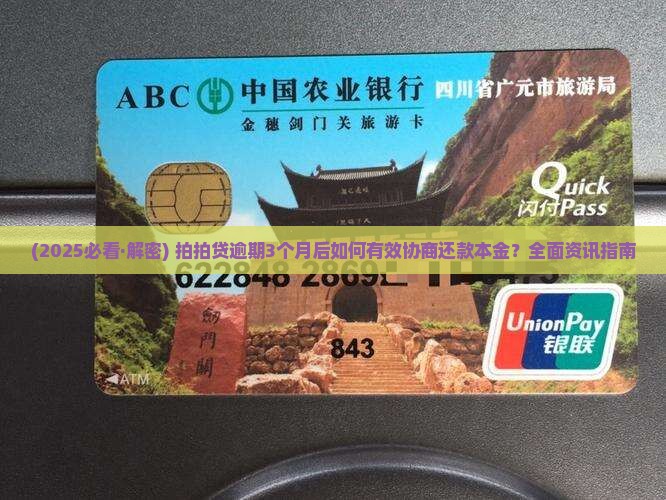 ABC 中国农业银行 四川省广元市旅游局
金穗剑门关旅游卡
Quick
闪付Pass
(2025必看·解密) 拍拍贷逾期3个月后如何有效协商还款本金？全面资讯指南
劍門關
UnionPay
银联
843
ATM